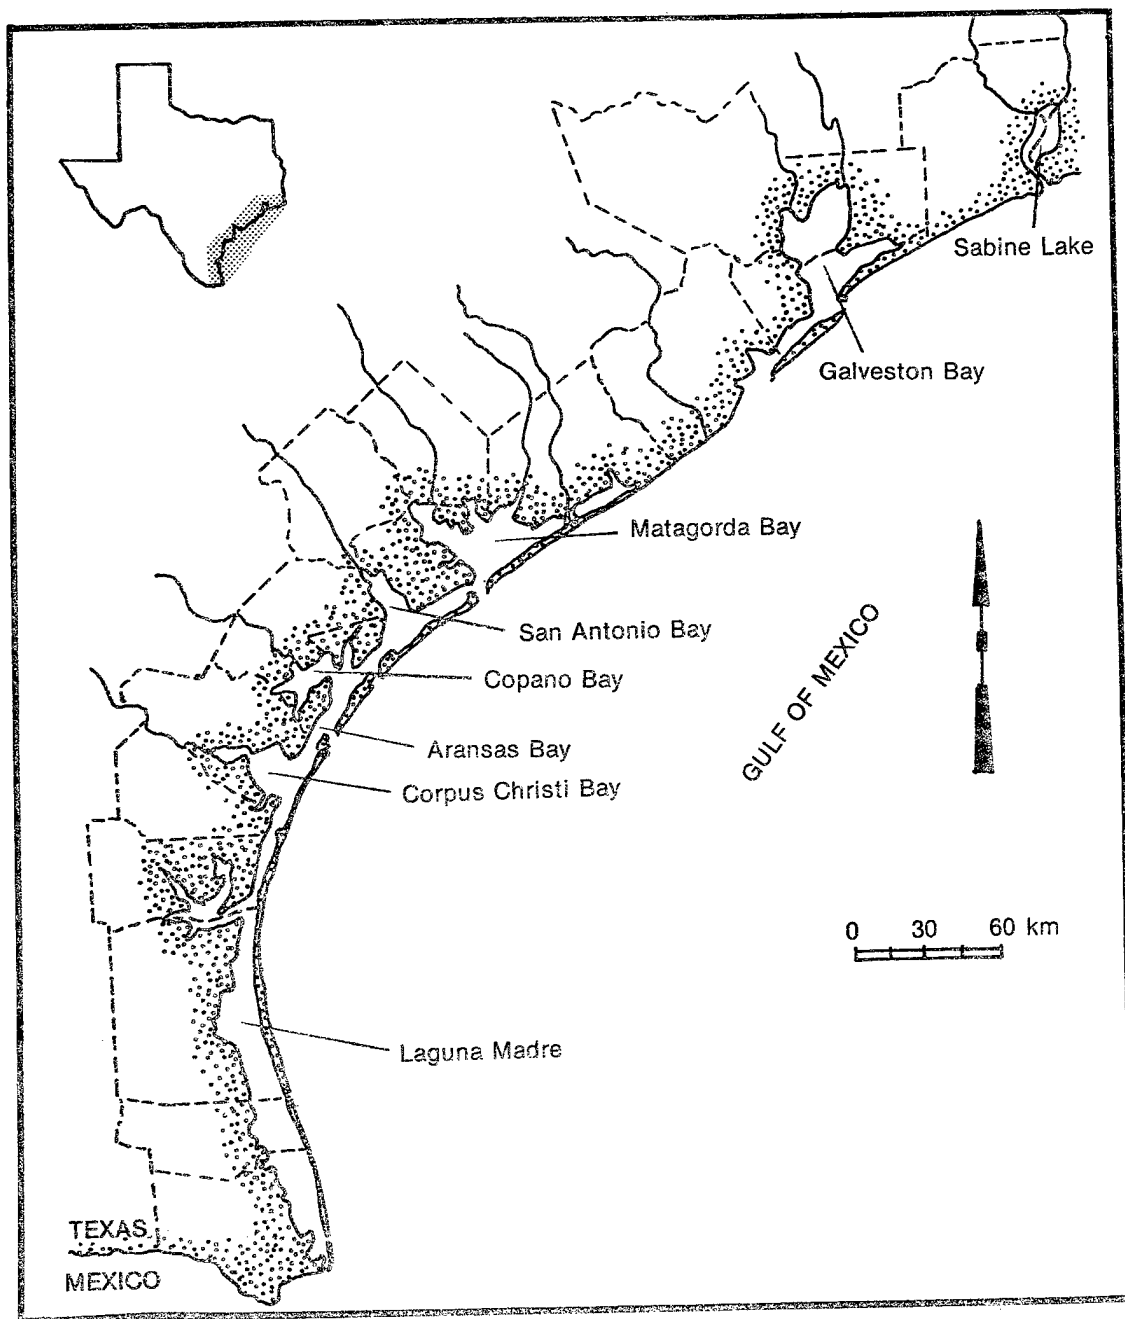 Sabine Lake
Galveston Bay
Matagorda Bay
San Antonio Bay
Copano Bay
GULF OF MEXICO
Aransas Bay
Corpus Christi Bay
0 30 60 km
Laguna Madre
TEXAS
MEXICO